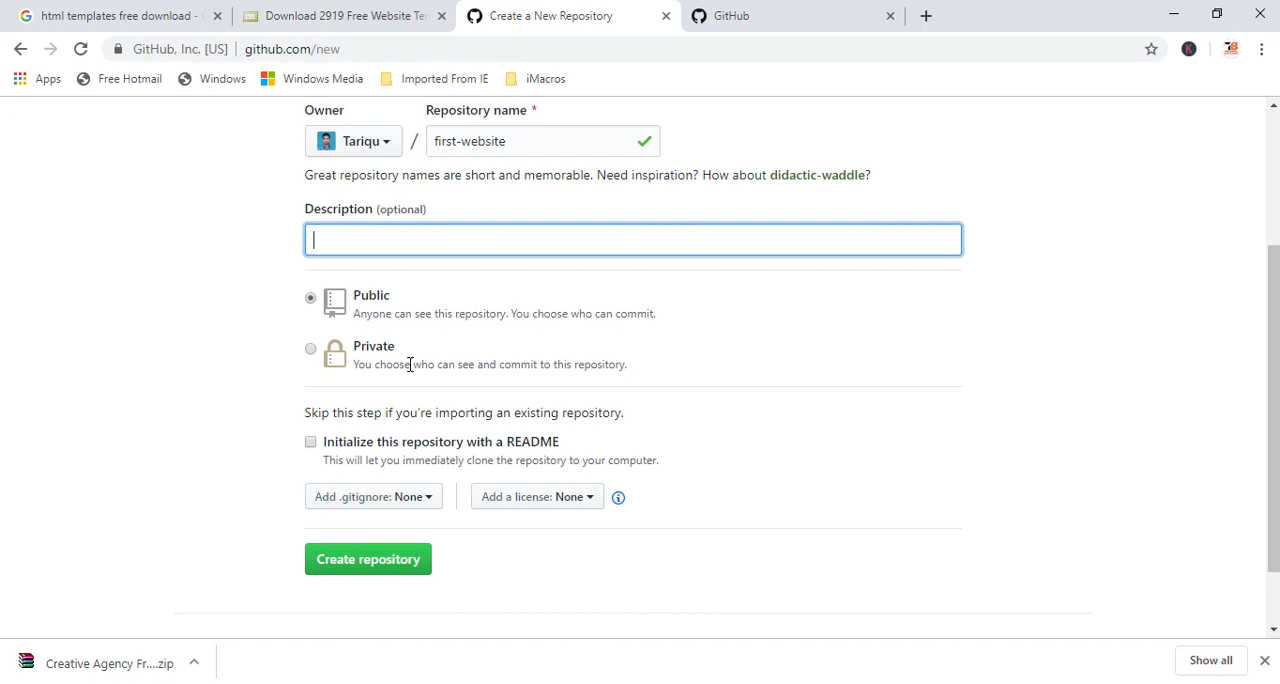 html templates free download - 
Download 2919 Free Website Ter
Create a New Repository
GitHub
GitHub, Inc. [US] | github.com/new
Apps
Free Hotmail
Windows
Windows Media
Imported From IE
iMacros
Owner
Repository name *
Tariqu
/
first-website
Great repository names are short and memorable. Need inspiration? How about didactic-waddle?
Description (optional)
Public
Anyone can see this repository. You choose who can commit.
Private
You choose who can see and commit to this repository.
Skip this step if you're importing an existing repository.
Initialize this repository with a README
This will let you immediately clone the repository to your computer.
Add .gitignore: None
Add a license: None
Create repository
Creative Agency Fr....zip
Show all